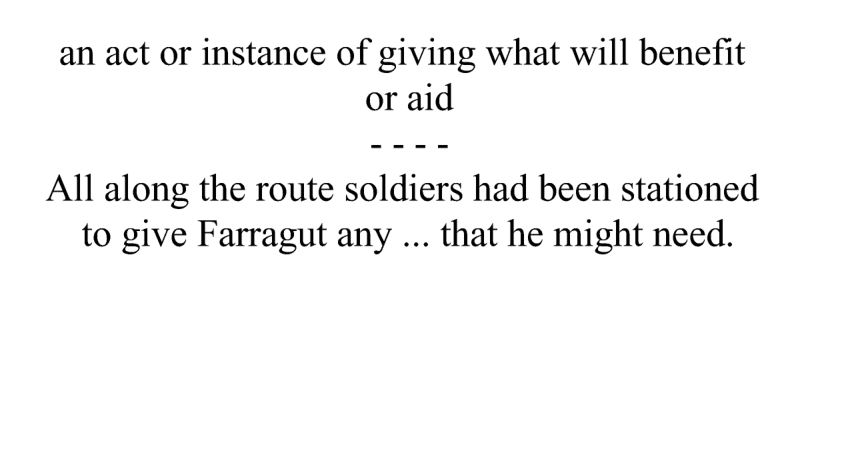 an act or instance of giving what will benefit
or aid
- - - -
All along the route soldiers had been stationed
to give Farragut any ... that he might need.